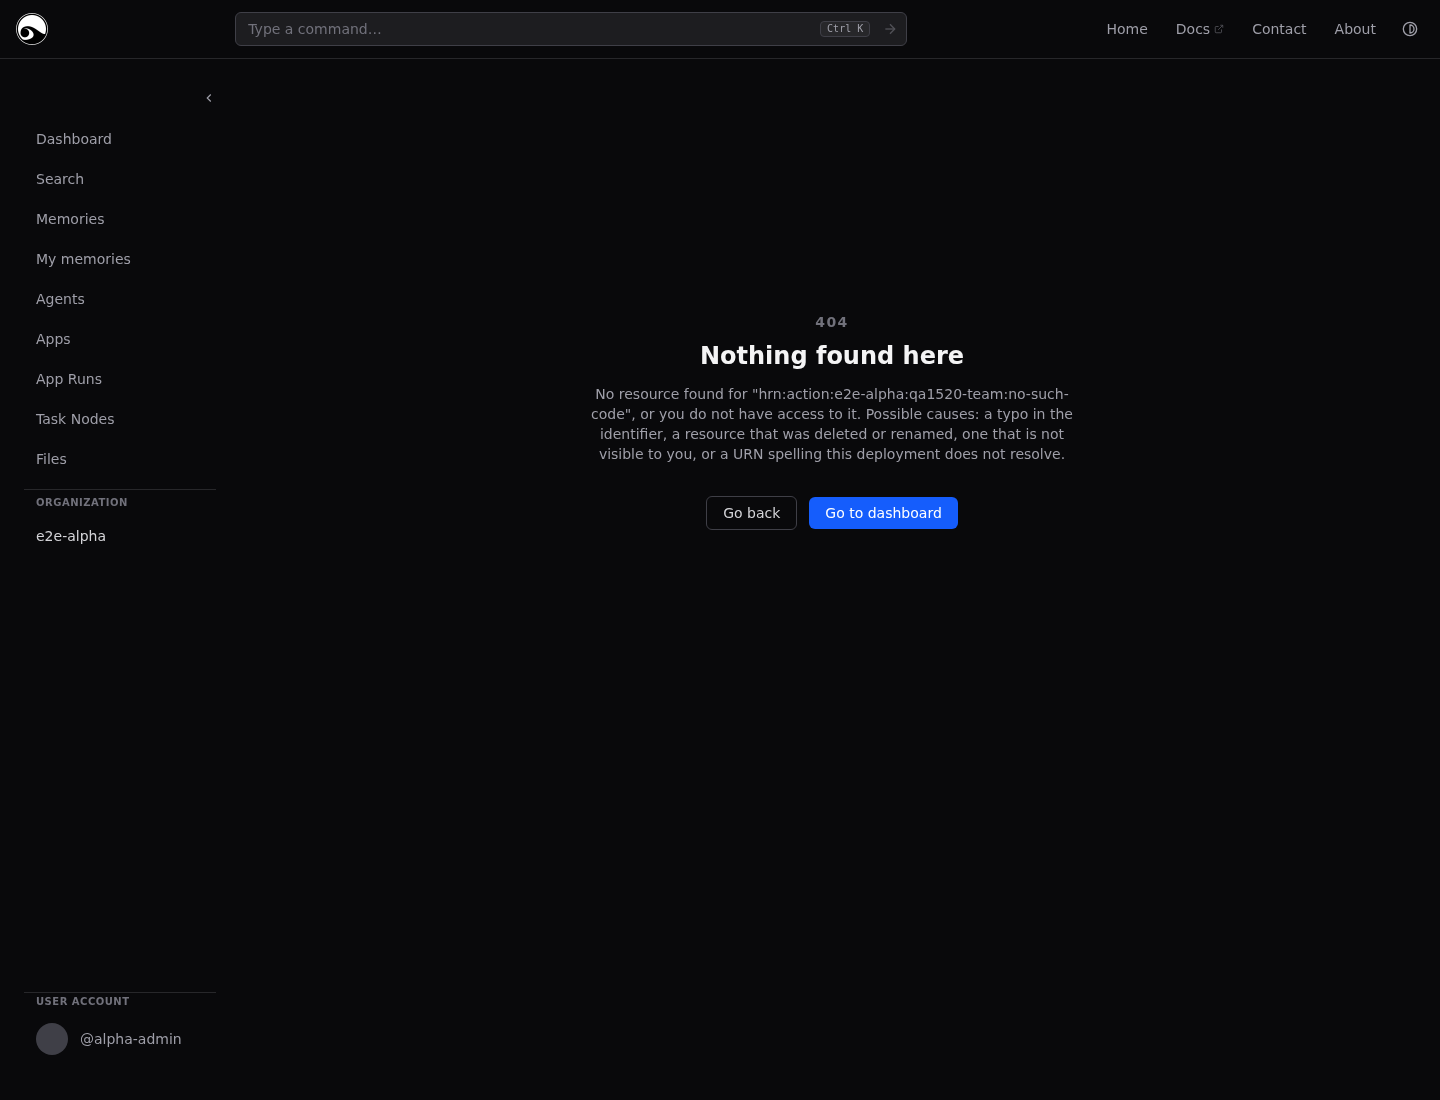 Type a command...
Ctrl K
Home
Docs
Contact
About
Dashboard
Search
Memories
My memories
Agents
Apps
App Runs
Task Nodes
Files
ORGANIZATION
e2e-alpha
404
Nothing found here
No resource found for "hrn:action:e2e-alpha:qa1520-team:no-such-
code", or you do not have access to it. Possible causes: a typo in the
identifier, a resource that was deleted or renamed, one that is not
visible to you, or a URN spelling this deployment does not resolve.
Go back
Go to dashboard
USER ACCOUNT
@alpha-admin